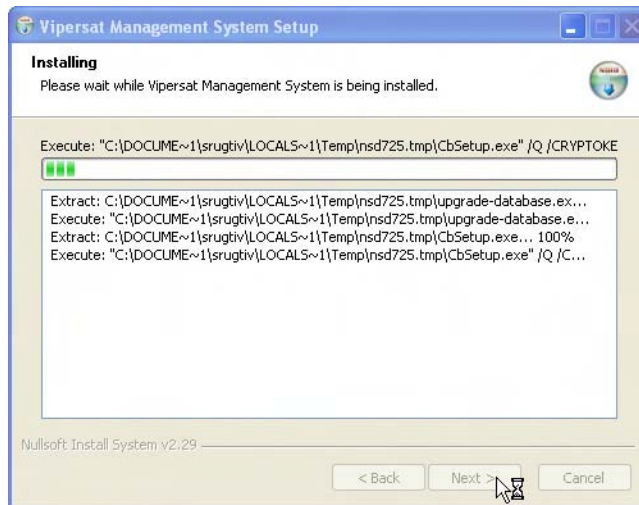 Vipersat Management System Setup
Installing
Please wait while Vipersat Management System is being installed.
Execute: "C:\DOCUME~1\srugtiv\LOCALS~1\Temp\nsd725.tmp\CbSetup.exe" /Q /CRYPTOKE
Extract: C:\DOCUME~1\srugtiv\LOCALS~1\Temp\nsd725.tmp\upgrade-database.ex...
Execute: "C:\DOCUME~1\srugtiv\LOCALS~1\Temp\nsd725.tmp\upgrade-database.e...
Extract: C:\DOCUME~1\srugtiv\LOCALS~1\Temp\nsd725.tmp\CbSetup.exe... 100%
Execute: "C:\DOCUME~1\srugtiv\LOCALS~1\Temp\nsd725.tmp\CbSetup.exe" /Q /C...
Nullsoft Install System v2.29
< Back Next > Cancel